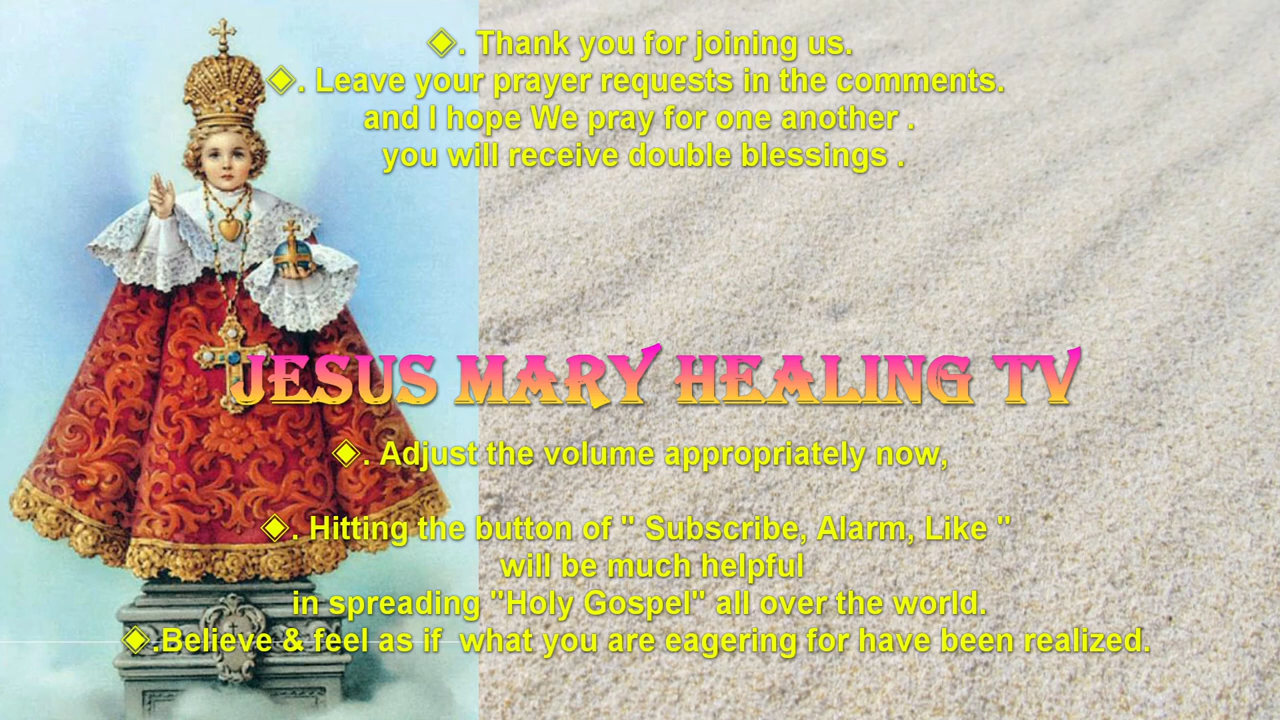 ◈. Thank you for joining us.
◈. Leave your prayer requests in the comments.
and I hope We pray for one another .
you will receive double blessings .
JESUS MARY HEALING TV
◈. Adjust the volume appropriately now,
◈. Hitting the button of " Subscribe, Alarm, Like "
will be much helpful
in spreading "Holy Gospel" all over the world.
◈.Believe & feel as if  what you are eagering for have been realized.